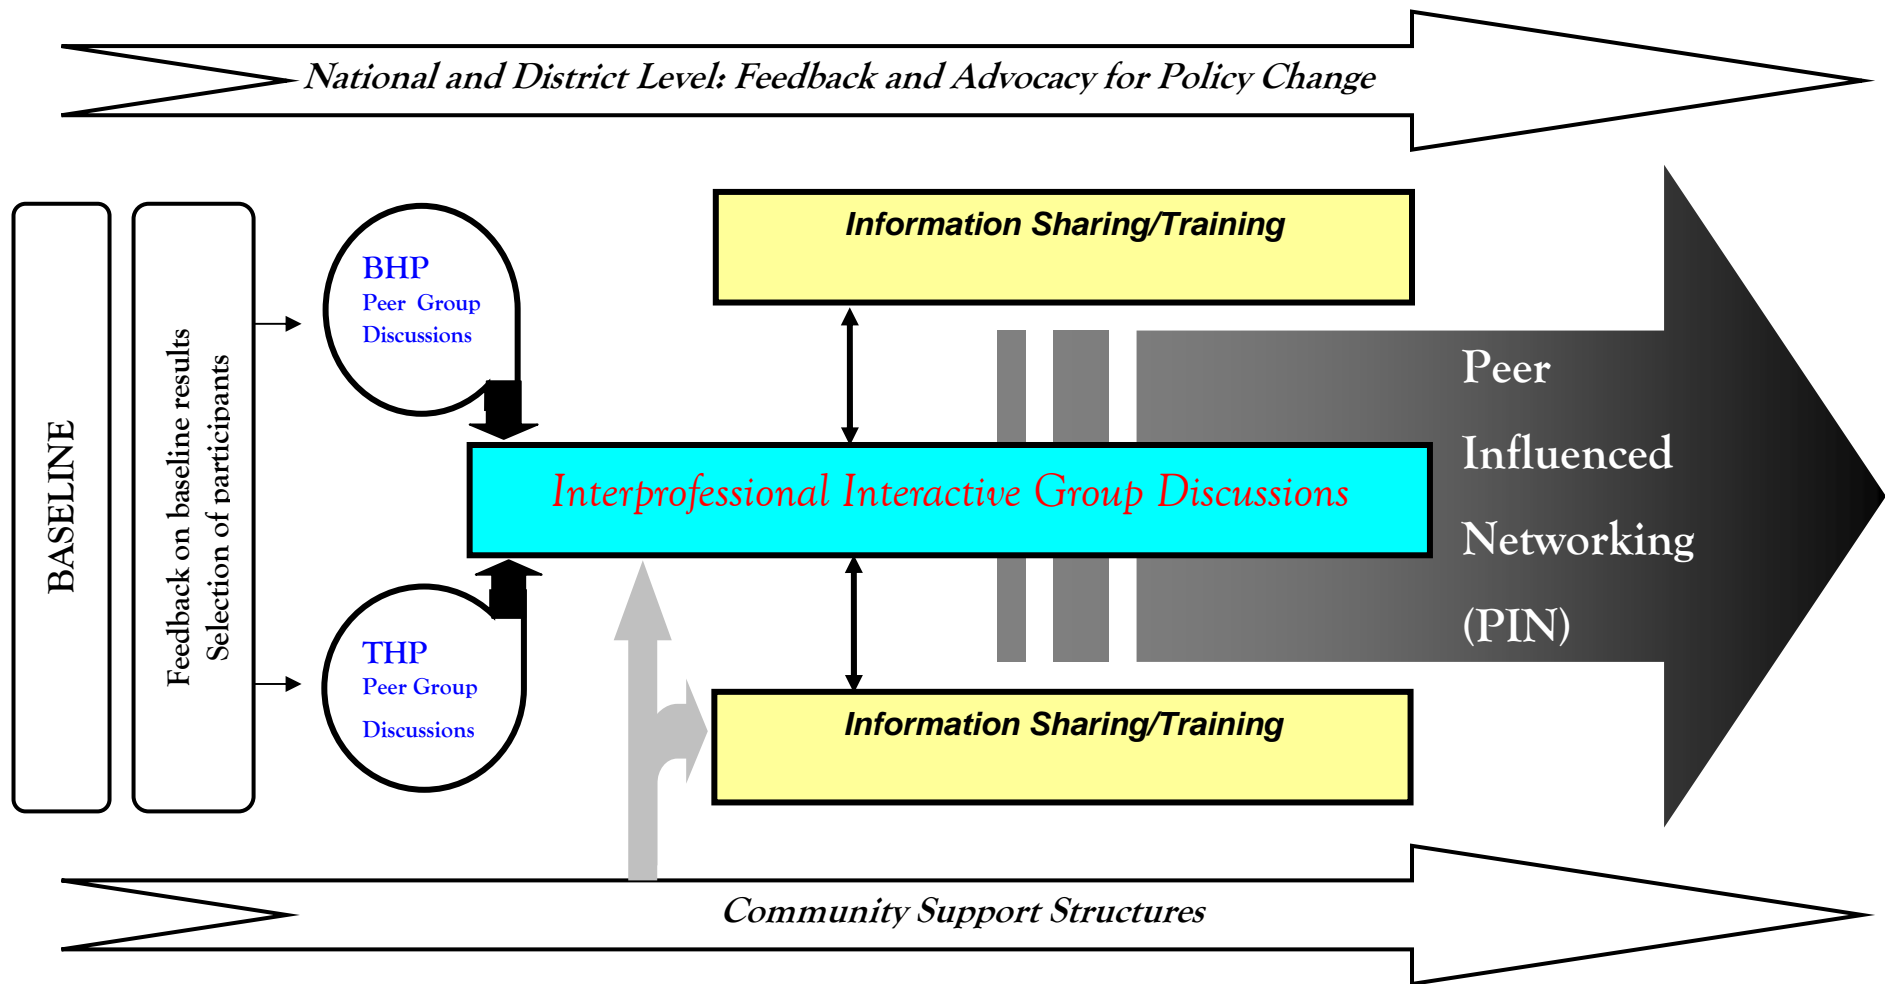 National and District Level: Feedback and Advocacy for Policy Change
BASELINE
Feedback on baseline results
Selection of participants
BHP
Peer Group
Discussions
THP
Peer Group
Discussions
Information Sharing/Training
Interprofessional Interactive Group Discussions
Information Sharing/Training
Peer
Influenced
Networking
(PIN)
Community Support Structures